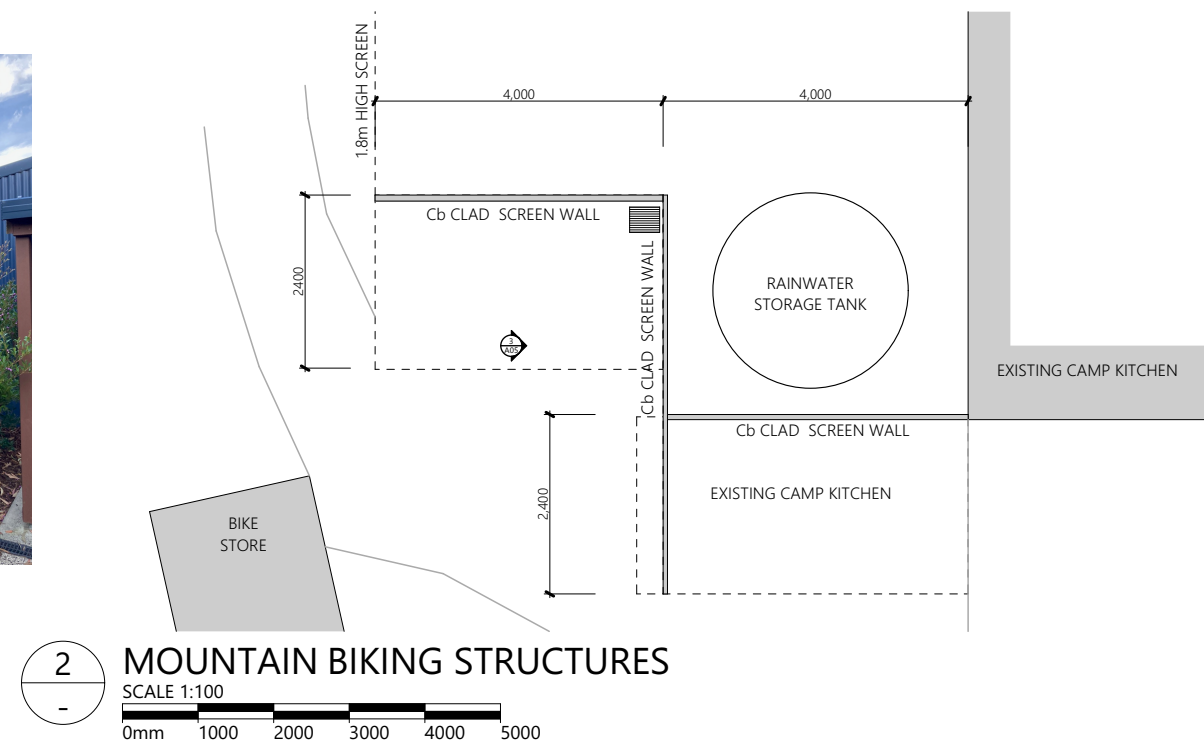 1.8m HIGH SCREEN
4,000
4,000
Cb CLAD SCREEN WALL
2400
Cb CLAD SCREEN WALL
RAINWATER
STORAGE TANK
3
A05
EXISTING CAMP KITCHEN
Cb CLAD SCREEN WALL
2,400
EXISTING CAMP KITCHEN
BIKE
STORE
2
-
MOUNTAIN BIKING STRUCTURES
SCALE 1:100
0mm 1000 2000 3000 4000 5000